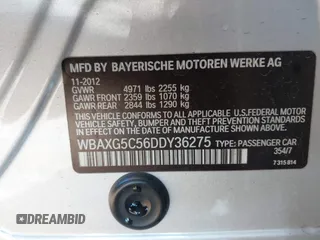 MFD BY BAYERISCHE MOTOREN WERKE AG
11-2012
GVWR 4971 lbs 2255 kg
GAWR FRONT 2359 lbs 1070 kg
GAWR REAR 2844 lbs 1290 kg
THIS VEHICLE CONFORMS TO ALL APPLICABLE
U.S. FEDERAL MOTOR VEHICLE SAFETY,
BUMPER, AND THEFT PREVENTION STANDARDS
IN EFFECT ON THE DATE OF MANUFACTURE
SHOWN ABOVE.
WBAXG5C56DDY36275 TYPE: PASSENGER CAR
354/7
7 315 814
DREAMBID